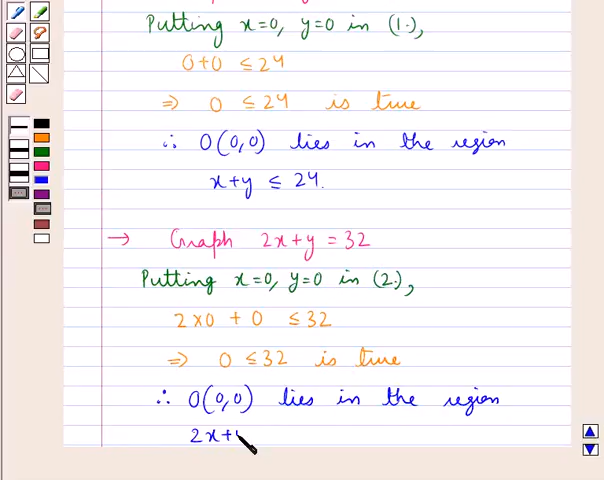 Putting x=0, y=0 in (1.),
0+0 ≤ 24
⇒ 0 ≤ 24 is true
∴ O(0,0) lies in the region
x+y ≤ 24.
→ Graph 2x+y = 32
Putting x=0, y=0 in (2.),
2×0 + 0 ≤ 32
⇒ 0 ≤ 32 is true
∴ O(0,0) lies in the region
2x+